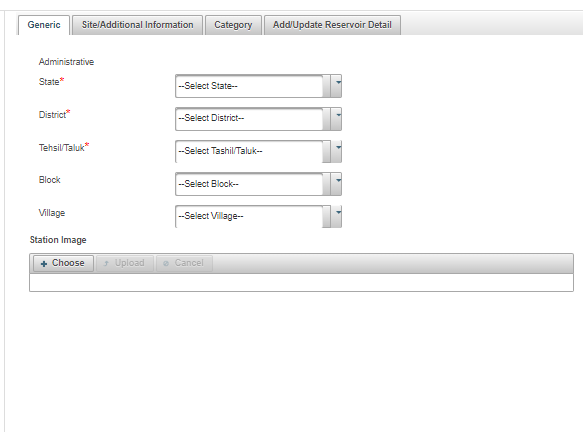 Generic Site/Additional Information Category Add/Update Reservoir Detail
Administrative
State* --Select State--
District* --Select District--
Tehsil/Taluk* --Select Tashil/Taluk--
Block --Select Block--
Village --Select Village--
Station Image
+ Choose Upload Cancel